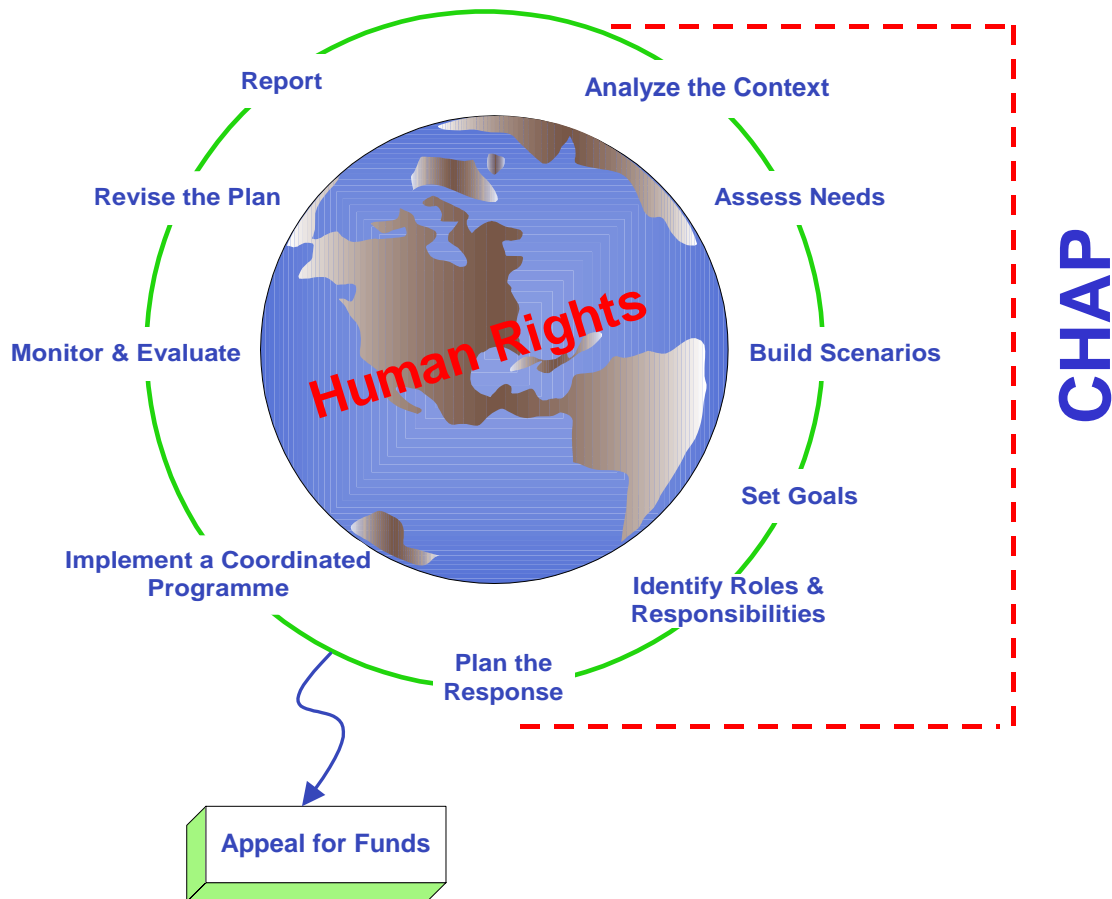 Report
Analyze the Context
Revise the Plan
Assess Needs
Human Rights
Monitor & Evaluate
Build Scenarios
CHAP
Set Goals
Implement a Coordinated
Programme
Identify Roles &
Responsibilities
Plan the
Response
Appeal for Funds